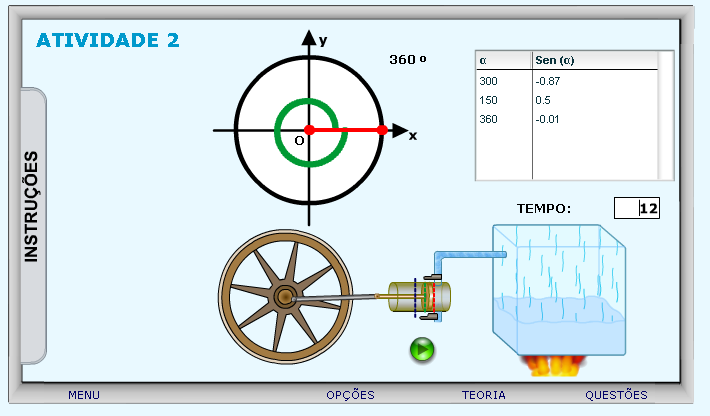 ATIVIDADE 2
y
360 º
x
O
α Sen (α)
300 -0.87
150 0.5
360 -0.01
INSTRUÇÕES
TEMPO: 12
MENU OPÇÕES TEORIA QUESTÕES